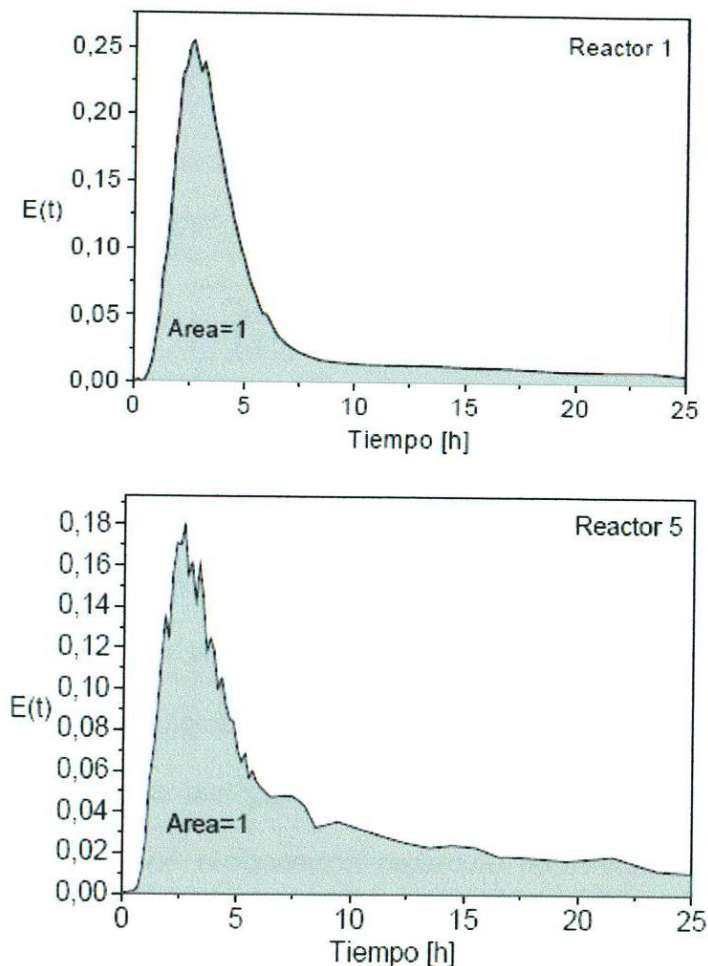 Reactor 1
0,25
0,20
0,15
E(t)
0,10
0,05
Area=1
0,00
0 5 10 15 20 25
Tiempo [h]
Reactor 5
0,18
0,16
0,14
0,12
0,10
E(t)
0,08
0,06
0,04
Area=1
0,02
0,00
0 5 10 15 20 25
Tiempo [h]